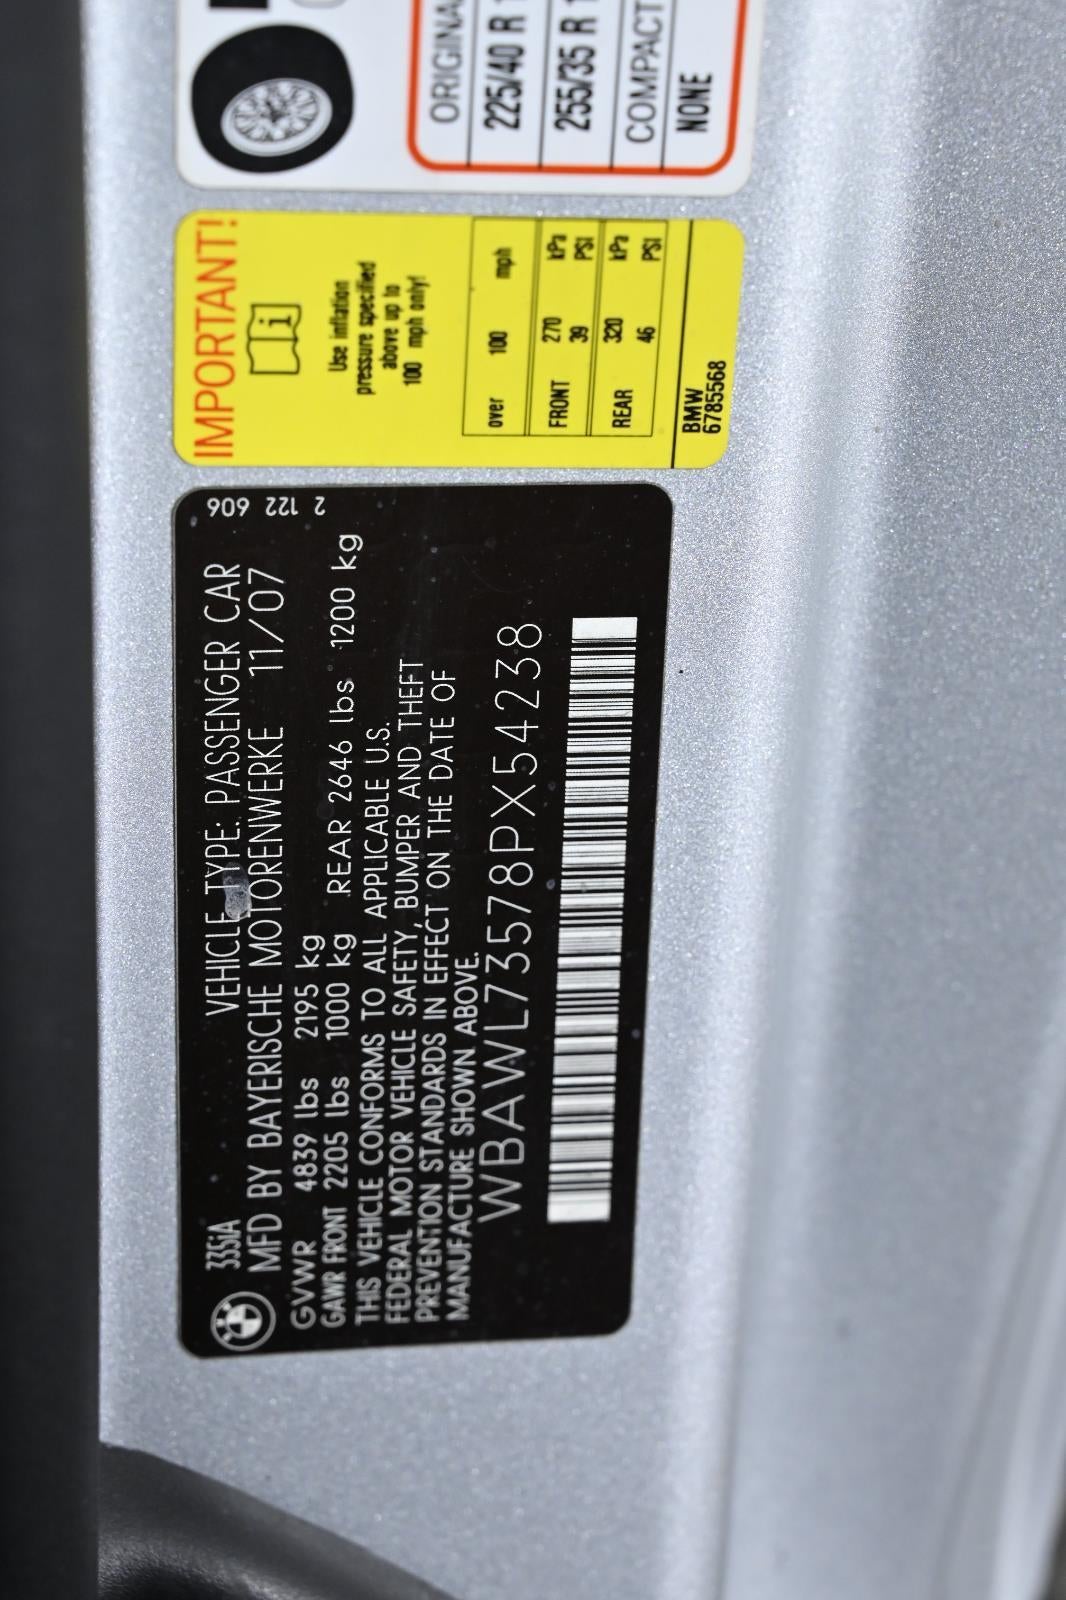 ORIGINA
225/40 R 1
255/35 R 1
COMPACT
NONE
IMPORTANT!
i
Use inflation
pressure specified
above up to
100 mph only!
over 100 mph
FRONT 270 kPa
39 PSI
REAR 320 kPa
46 PSI
BMW
6785568
2 122 606
335iA VEHICLE TYPE: PASSENGER CAR
MFD BY BAYERISCHE MOTORENWERKE 11/07
GVWR 4839 lbs 2195 kg
GAWR FRONT 2205 lbs 1000 kg REAR 2646 lbs 1200 kg
THIS VEHICLE CONFORMS TO ALL APPLICABLE U.S.
FEDERAL MOTOR VEHICLE SAFETY, BUMPER AND THEFT
PREVENTION STANDARDS IN EFFECT ON THE DATE OF
MANUFACTURE SHOWN ABOVE.
WBAWL73578PX54238